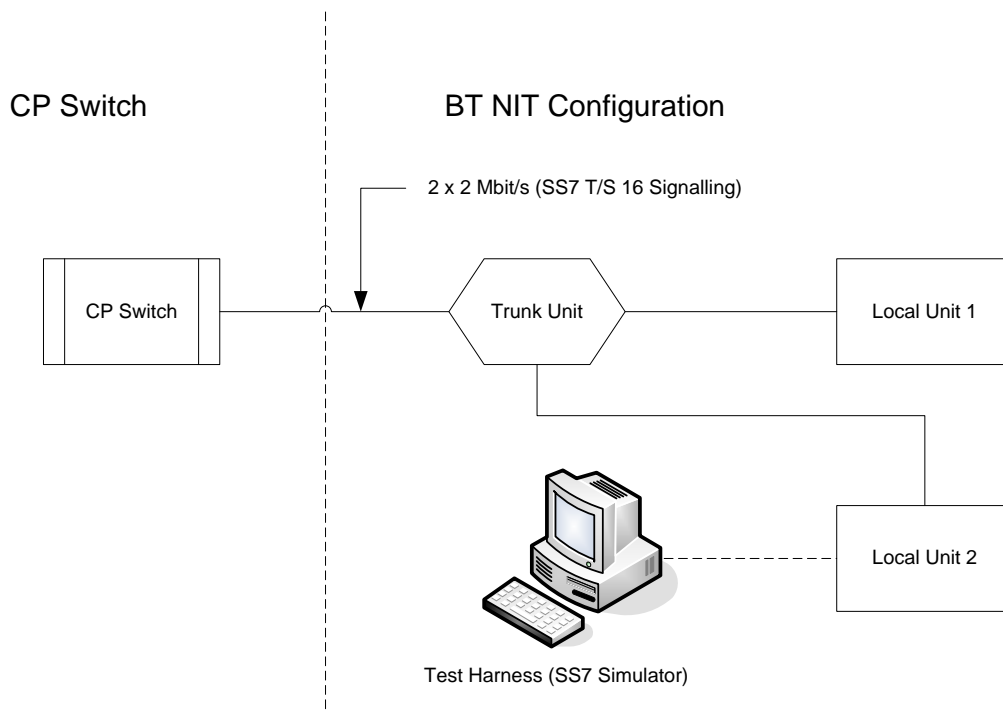 CP Switch
BT NIT Configuration
2 x 2 Mbit/s (SS7 T/S 16 Signalling)
CP Switch
Trunk Unit
Local Unit 1
Local Unit 2
Test Harness (SS7 Simulator)